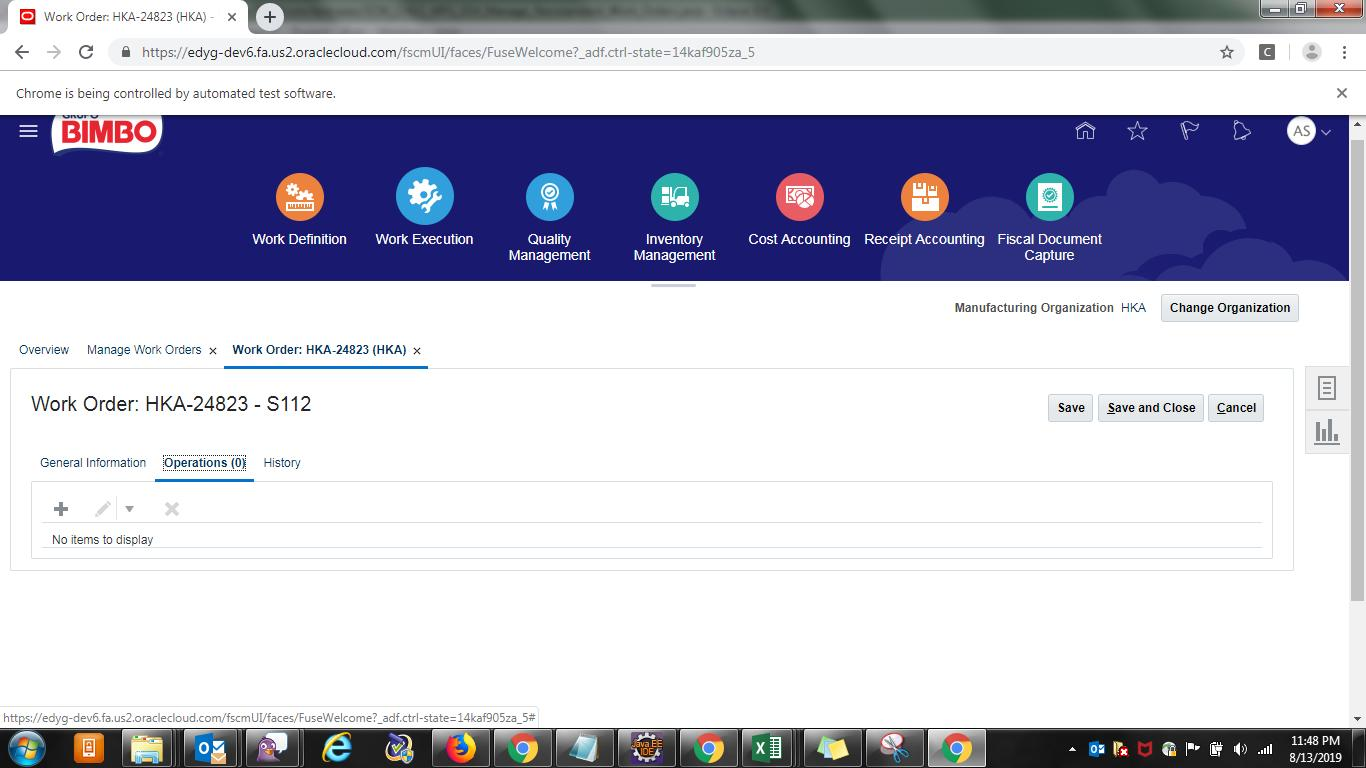 Work Order: HKA-24823 (HKA) -
https://edyg-dev6.fa.us2.oraclecloud.com/fscmUI/faces/FuseWelcome?_adf.ctrl-state=14kaf905za_5
C
Chrome is being controlled by automated test software.
GRUPO
BIMBO
AS
Work Definition
Work Execution
Quality
Management
Inventory
Management
Cost Accounting
Receipt Accounting
Fiscal Document
Capture
Manufacturing Organization HKA
Change Organization
Overview
Manage Work Orders
Work Order: HKA-24823 (HKA)
Work Order: HKA-24823 - S112
Save
Save and Close
Cancel
General Information
Operations (0)
History
No items to display
https://edyg-dev6.fa.us2.oraclecloud.com/fscmUI/faces/FuseWelcome?_adf.ctrl-state=14kaf905za_5#
Java EE
IDE
11:48 PM
8/13/2019